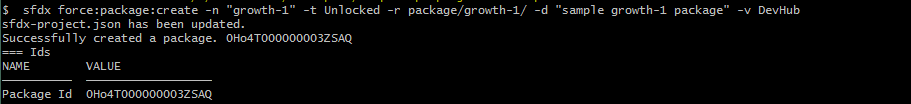 $  sfdx force:package:create -n "growth-1" -t Unlocked -r package/growth-1/ -d "sample growth-1 package" -v DevHub
sfdx-project.json has been updated.
Successfully created a package. 0Ho4T000000003ZSAQ
=== Ids
NAME        VALUE
Package Id  0Ho4T000000003ZSAQ